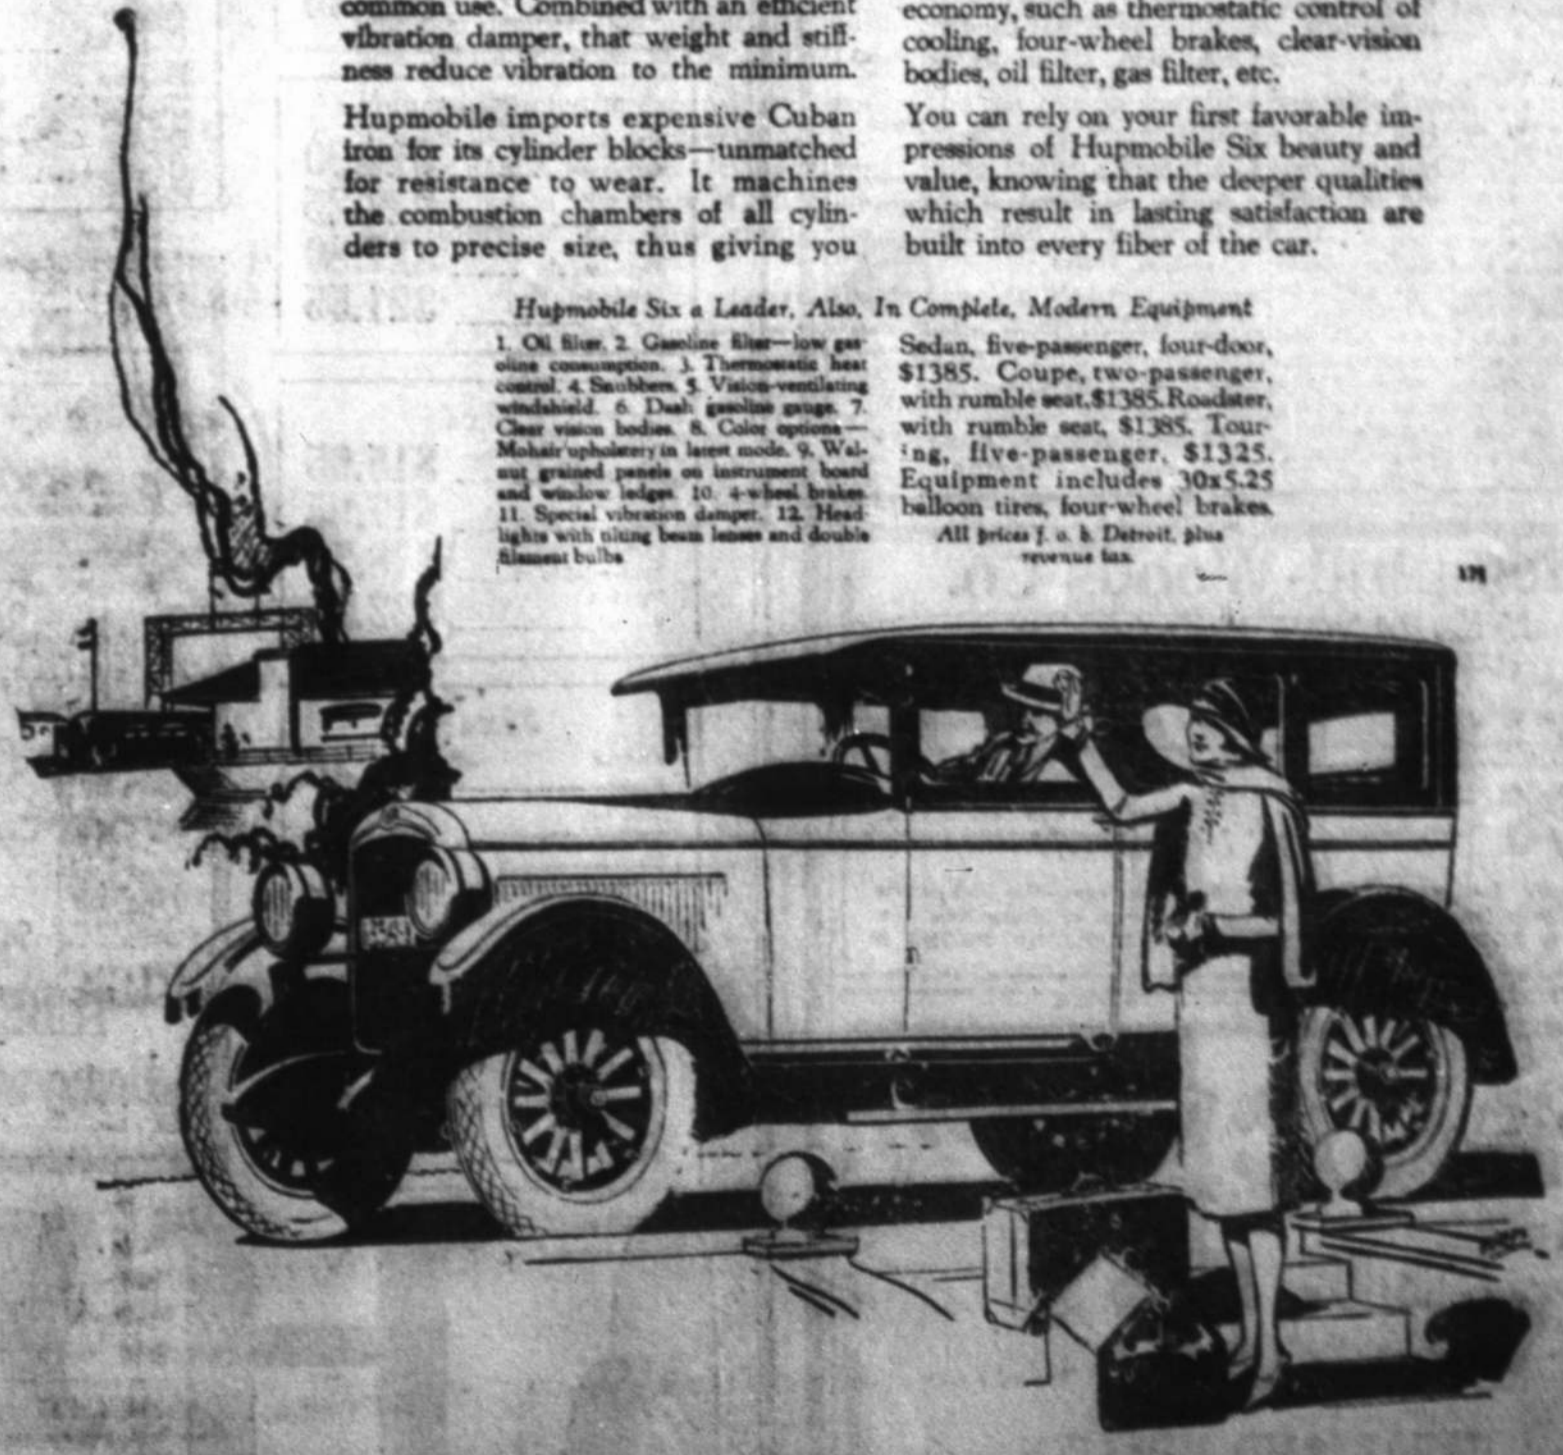 common use. Combined with an efficient
vibration damper, that weight and stiff-
ness reduce vibration to the minimum.
Hupmobile imports expensive Cuban
iron for its cylinder blocks—unmatched
for resistance to wear. It machines
the combustion chambers of all cylin-
ders to precise size, thus giving you
economy, such as thermostatic control of
cooling, four-wheel brakes, clear-vision
bodies, oil filter, gas filter, etc.
You can rely on your first favorable im-
pressions of Hupmobile Six beauty and
value, knowing that the deeper qualities
which result in lasting satisfaction are
built into every fiber of the car.
Hupmobile Six a Leader, Also, In Complete, Modern Equipment
1. Oil filter. 2. Gasoline filter—low gas-
oline consumption. 3. Thermostatic heat
control. 4. Snubbers. 5. Vision-ventilating
windshield. 6. Dash gasoline gauge. 7.
Clear vision bodies. 8. Color options—
Mohair upholstery in latest mode. 9. Wal-
nut grained panels on instrument board
and window ledges. 10. 4-wheel brakes.
11. Special vibration damper. 12. Head-
lights with tilting beam lenses and double
filament bulbs
Sedan, five-passenger, four-door,
$1385. Coupe, two-passenger,
with rumble seat, $1385. Roadster,
with rumble seat, $1385. Tour-
ing, five-passenger, $1325.
Equipment includes 30x5.25
balloon tires, four-wheel brakes.
All prices f. o. b. Detroit, plus
revenue tax.